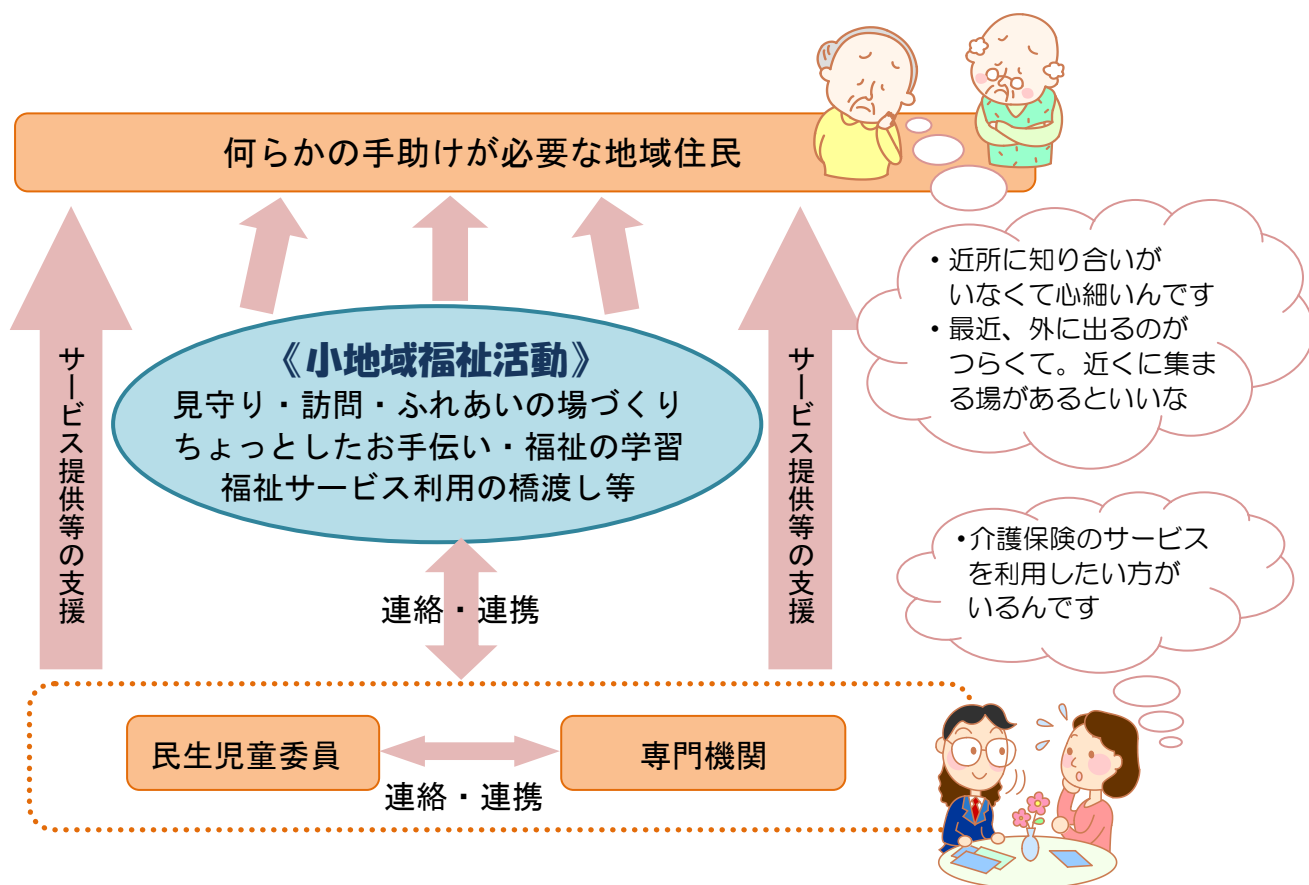 何らかの手助けが必要な地域住民
・近所に知り合いが
いなくて心細いんです
・最近、外に出るのが
つらくて。近くに集ま
る場があるといいな
サービス提供等の支援
《小地域福祉活動》
見守り・訪問・ふれあいの場づくり
ちょっとしたお手伝い・福祉の学習
福祉サービス利用の橋渡し等
サービス提供等の支援
・介護保険のサービス
を利用したい方が
いるんです
連絡・連携
民生児童委員
専門機関
連絡・連携